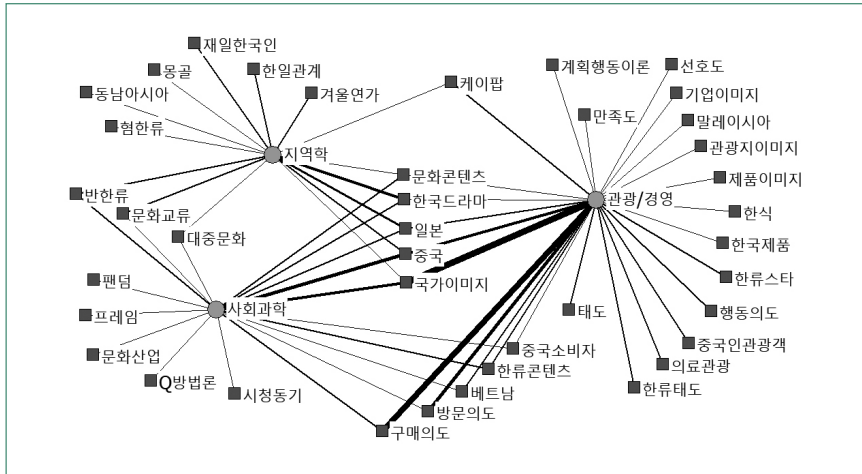 재일한국인
몽골
한일관계
동남아시아
겨울연가
혐한류
지역학
케이팝
계획행동이론
선호도
기업이미지
만족도
말레이시아
관광지이미지
제품이미지
관광/경영
한식
한국제품
한류스타
행동의도
중국인관광객
의료관광
한류태도
태도
문화콘텐츠
한국드라마
일본
중국
국가이미지
반한류
문화교류
대중문화
팬덤
사회과학
프레임
문화산업
Q방법론
시청동기
중국소비자
한류콘텐츠
베트남
방문의도
구매의도